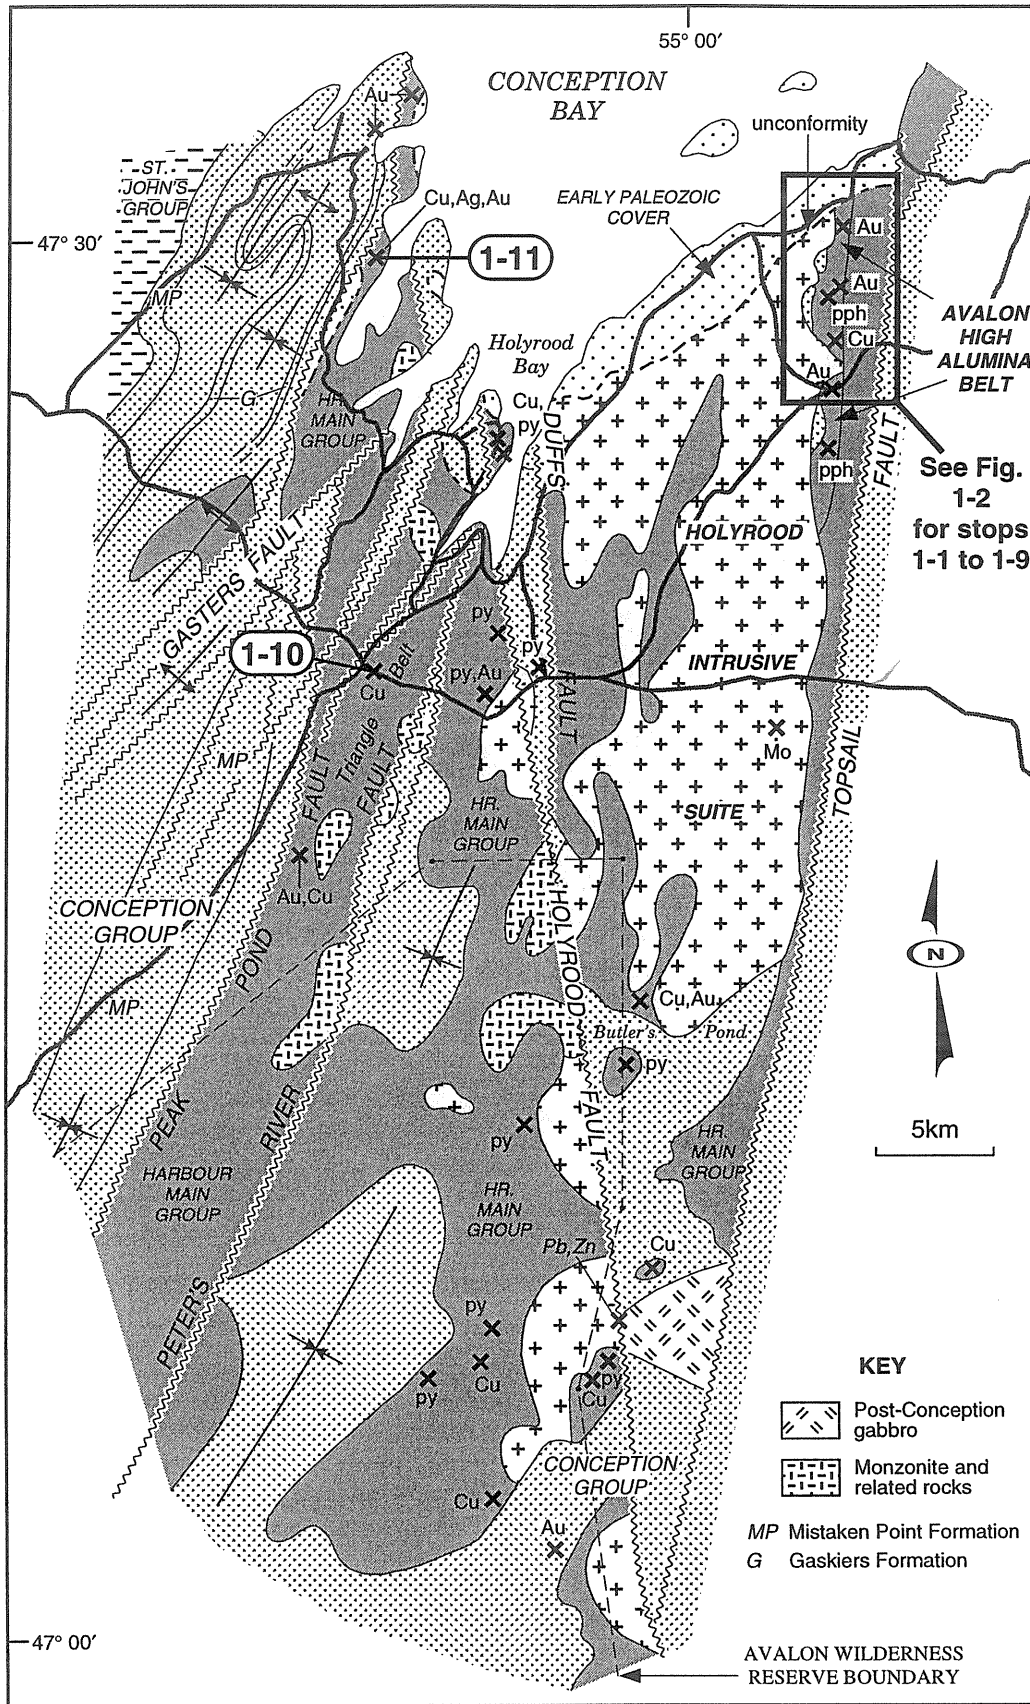 55° 00′
CONCEPTION
BAY
unconformity
Au
ST.
JOHN'S
GROUP
Cu,Ag,Au
EARLY PALEOZOIC
COVER
47° 30′
1-11
Au
MP
Au
pph
AVALON
HIGH
ALUMINA
BELT
Holyrood
Bay
Cu
G
HR.
MAIN
GROUP
Cu,
py
Au
DUFFS
pph
FAULT
See Fig.
1-2
for stops
1-1 to 1-9
HOLYROOD
GASTERS FAULT
py
1-10
Belt
py
INTRUSIVE
Cu
py,Au
FAULT
Triangle
Mo
MP
FAULT
FAULT
TOPSAIL
HR.
MAIN
GROUP
SUITE
Au,Cu
CONCEPTION
GROUP
HOLYROOD
POND
N
MP
Cu,Au
Butler's Pond
py
FAULT
PEAK
RIVER
py
5km
HR.
MAIN
GROUP
HARBOUR
MAIN
GROUP
HR.
MAIN
GROUP
Pb,Zn
Cu
PETER'S
py
Cu
py
py
Cu
KEY
Post-Conception
gabbro
CONCEPTION
GROUP
Monzonite and
related rocks
Cu
Au
MP Mistaken Point Formation
G Gaskiers Formation
47° 00′
AVALON WILDERNESS
RESERVE BOUNDARY